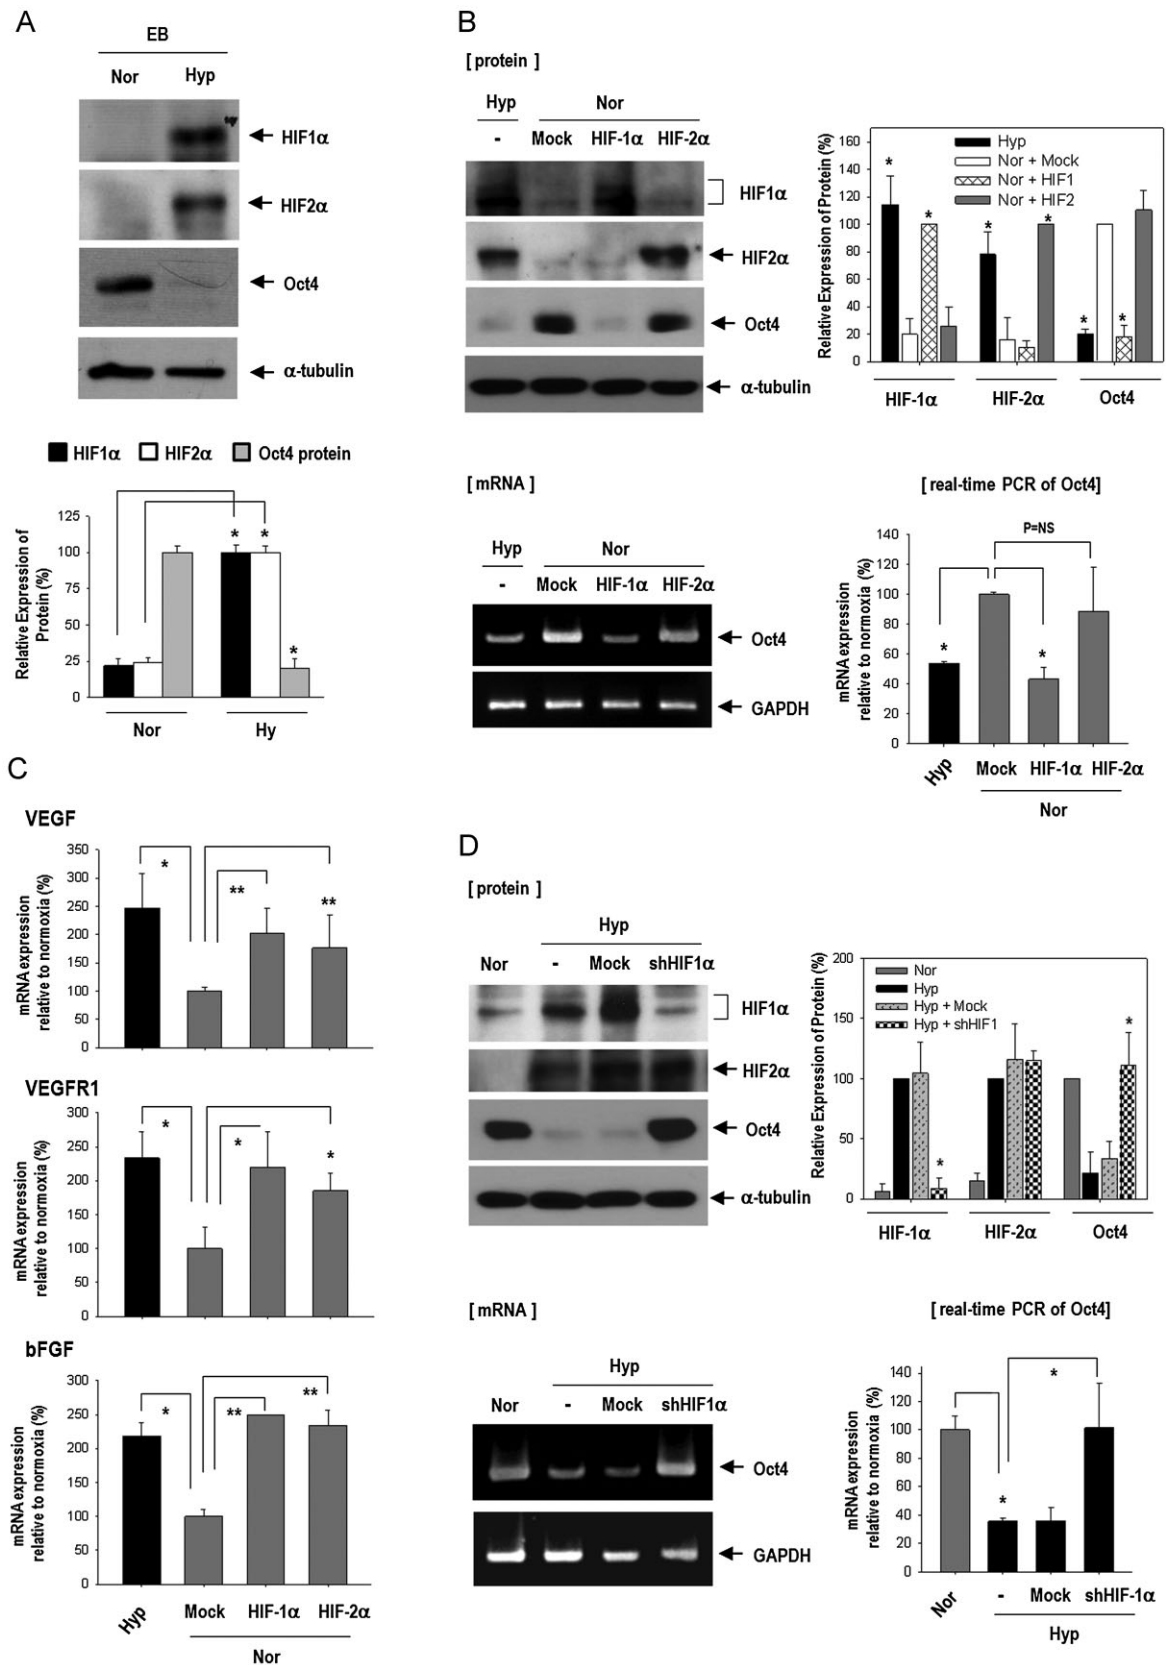 A
EB
Nor Hyp
HIF1α
HIF2α
Oct4
α-tubulin
HIF1α HIF2α Oct4 protein
Relative Expression of
Protein (%)
125
100
75
50
25
0
* *
*
Nor Hy
B
[ protein ]
Hyp Nor
- Mock HIF-1α HIF-2α
HIF1α
HIF2α
Oct4
α-tubulin
Relative Expression of Protein (%)
160
140
120
100
80
60
40
20
0
Hyp
Nor + Mock
Nor + HIF1
Nor + HIF2
* * * * * *
HIF-1α HIF-2α Oct4
[ mRNA ]
Hyp Nor
- Mock HIF-1α HIF-2α
Oct4
GAPDH
[ real-time PCR of Oct4]
mRNA expression
relative to normoxia (%)
140
120
100
80
60
40
20
0
P=NS
* *
Hyp Mock HIF-1α HIF-2α
Nor
C
VEGF
mRNA expression
relative to normoxia (%)
350
300
250
200
150
100
50
0
* ** **
VEGFR1
mRNA expression
relative to normoxia (%)
300
250
200
150
100
50
0
* * *
bFGF
mRNA expression
relative to normoxia (%)
300
250
200
150
100
50
0
* ** **
Hyp Mock HIF-1α HIF-2α
Nor
D
[ protein ]
Hyp
Nor - Mock shHIF1α
HIF1α
HIF2α
Oct4
α-tubulin
Relative Expression of Protein (%)
200
150
100
50
0
Nor
Hyp
Hyp + Mock
Hyp + shHIF1
* *
HIF-1α HIF-2α Oct4
[ mRNA ]
Hyp
Nor - Mock shHIF1α
Oct4
GAPDH
[ real-time PCR of Oct4]
mRNA expression
relative to normoxia (%)
140
120
100
80
60
40
20
0
*
*
Nor - Mock shHIF-1α
Hyp